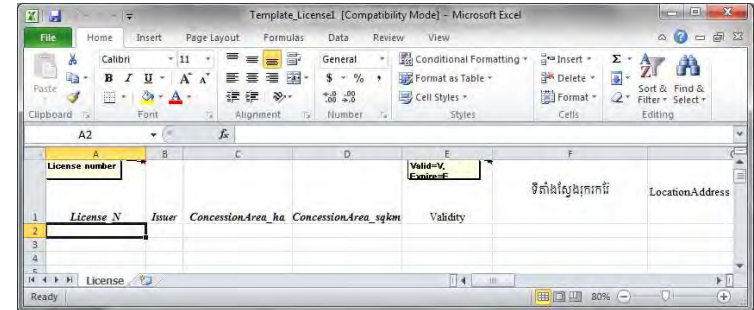 Template_License1 [Compatibility Mode] - Microsoft Excel
File Home Insert Page Layout Formulas Data Review View
Calibri 11 General Conditional Formatting Insert Σ
Paste B I U A A $ % , Format as Table Delete Sort & Find &
A Cell Styles Format Filter Select
Clipboard Font Alignment Number Styles Cells Editing
A2 fx
A B C D E F
License number Valid=V,
Expire=E
ទីតាំងស្វែងរុករករ៉ែ LocationAddress
1 License_N Issuer ConcessionArea_ha ConcessionArea_sqkm Validity
2
3
4
5
License
Ready 80%